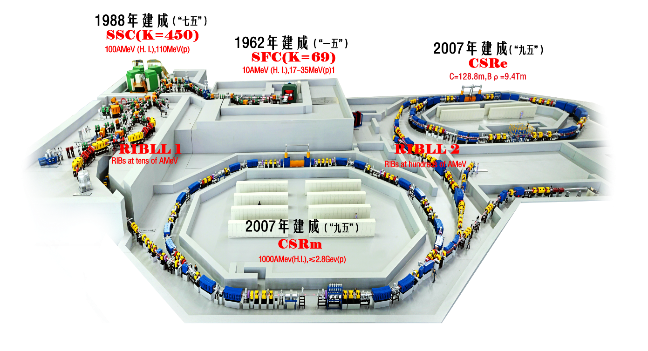 1988年建成(“七五”)
SSC(K=450)
100AMeV (H. I.),110MeV(p)
1962年建成(“一五”)
SFC(K=69)
10AMeV (H. I.),17~35MeV(p)1
2007年建成(“九五”)
CSRe
C=128.8m,Bρ=9.4Tm
RIBLL 1
RIBs at tens of AMeV
RIBLL 2
RIBs at hundreds of AMeV
2007年建成(“九五”)
CSRm
1000AMev(H.I.),≤2.8Gev(p)